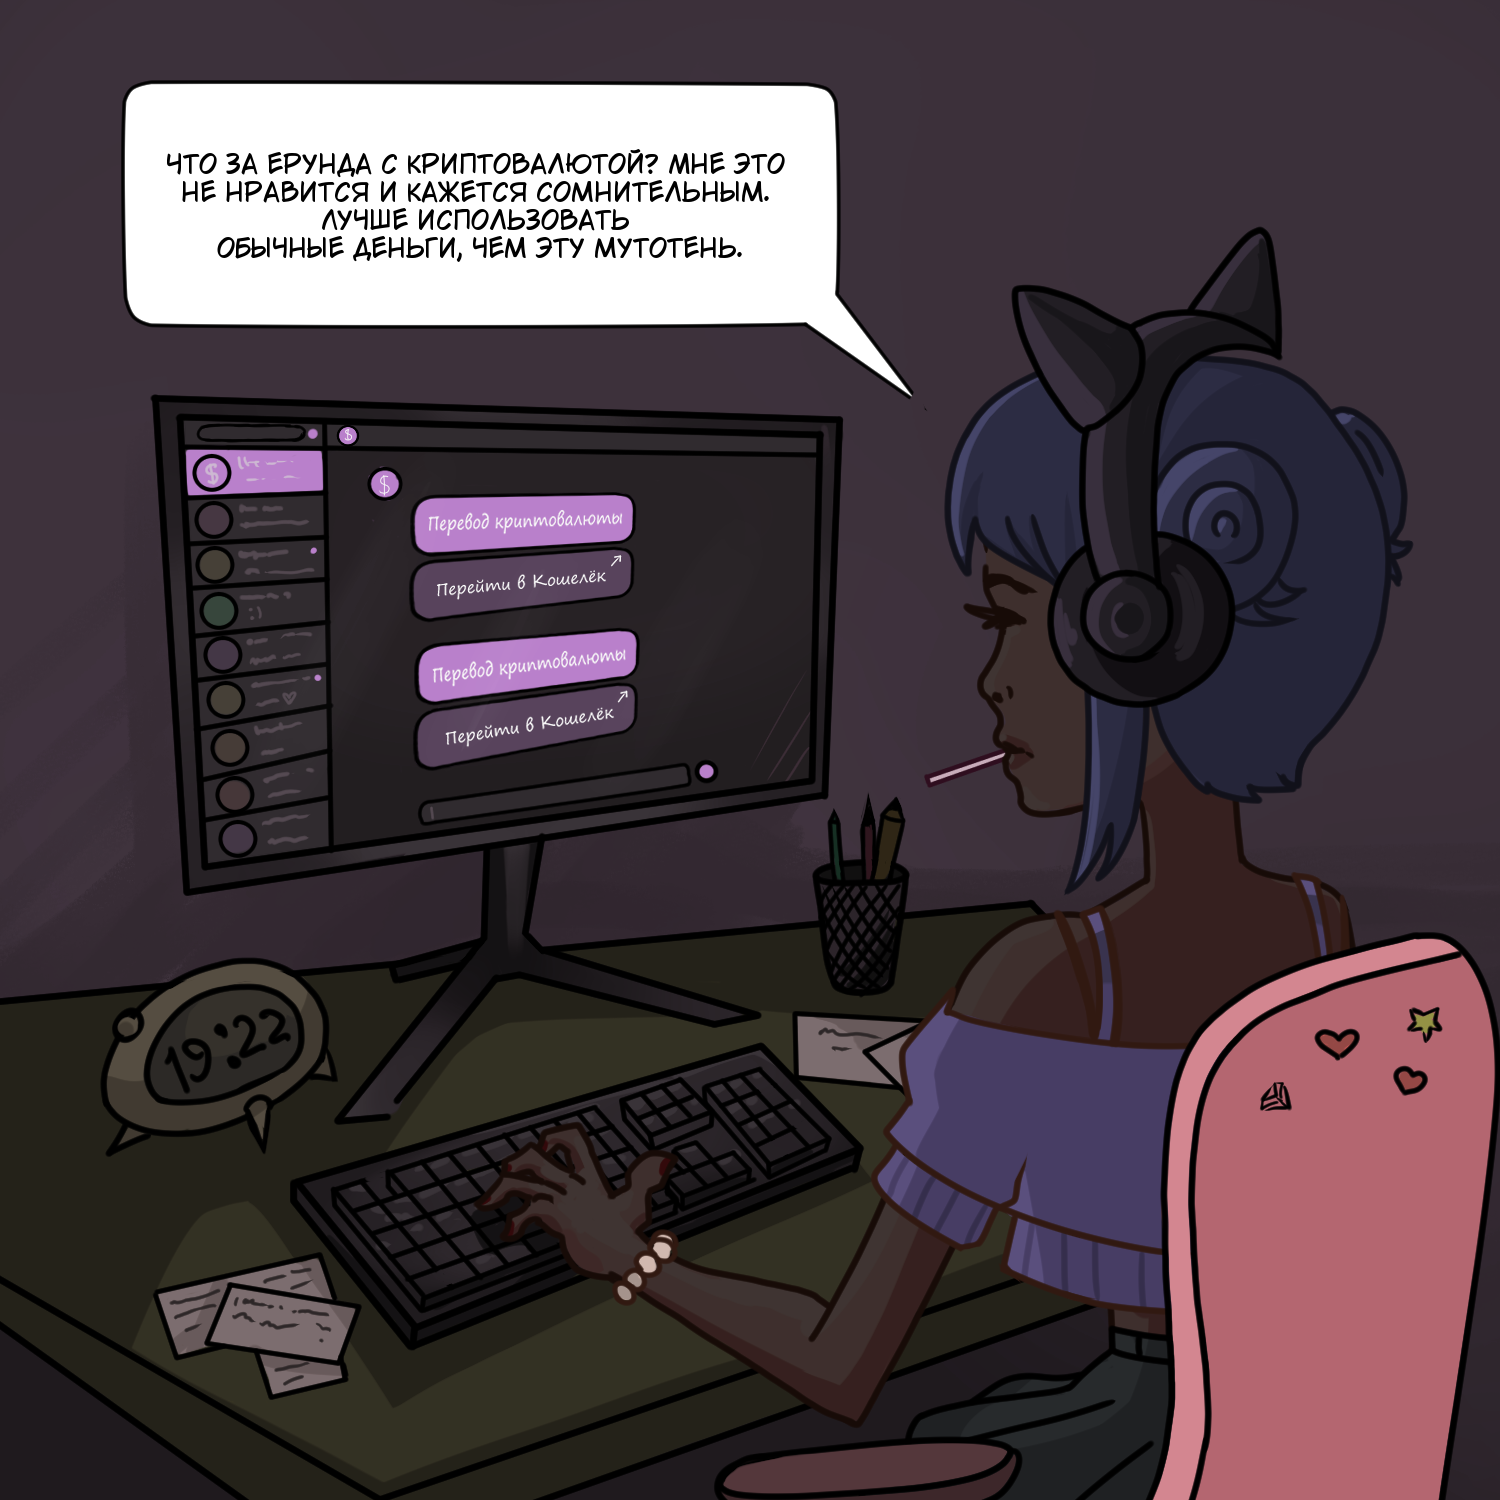 ЧТО ЗА ЕРУНДА С КРИПТОВАЛЮТОЙ? МНЕ ЭТО
НЕ НРАВИТСЯ И КАЖЕТСЯ СОМНИТЕЛЬНЫМ.
ЛУЧШЕ ИСПОЛЬЗОВАТЬ
ОБЫЧНЫЕ ДЕНЬГИ, ЧЕМ ЭТУ МУТОТЕНЬ.
$
$
$
Перевод криптовалюты
Перейти в Кошелёк ↗
:)
Перевод криптовалюты
Перейти в Кошелёк ↗
19:22